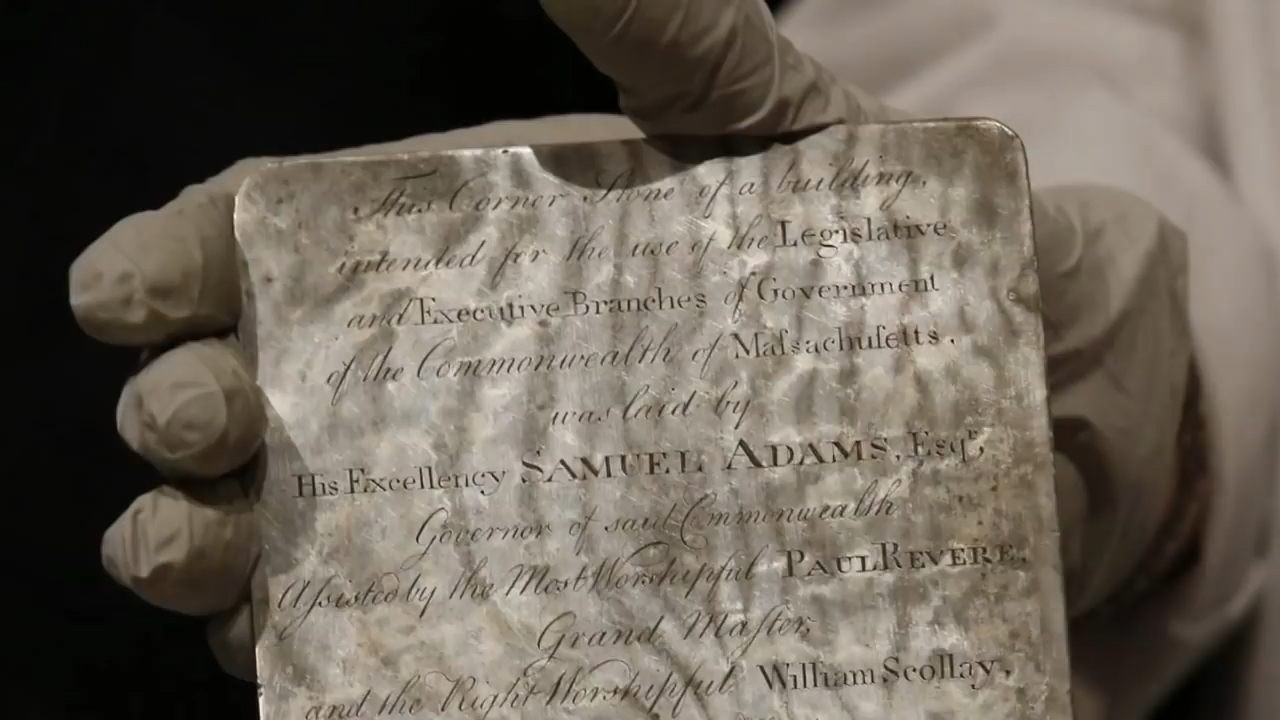 This Corner Stone of a building,
intended for the use of the Legislative
and Executive Branches of Government
of the Commonwealth of Maſsachuſetts,
was laid by
His Excellency SAMUEL ADAMS, Esqr,
Governor of said Commonwealth
Aſsisted by the Most Worshipful PAUL REVERE,
Grand Maſter,
and the Right Worshipful William Scollay,